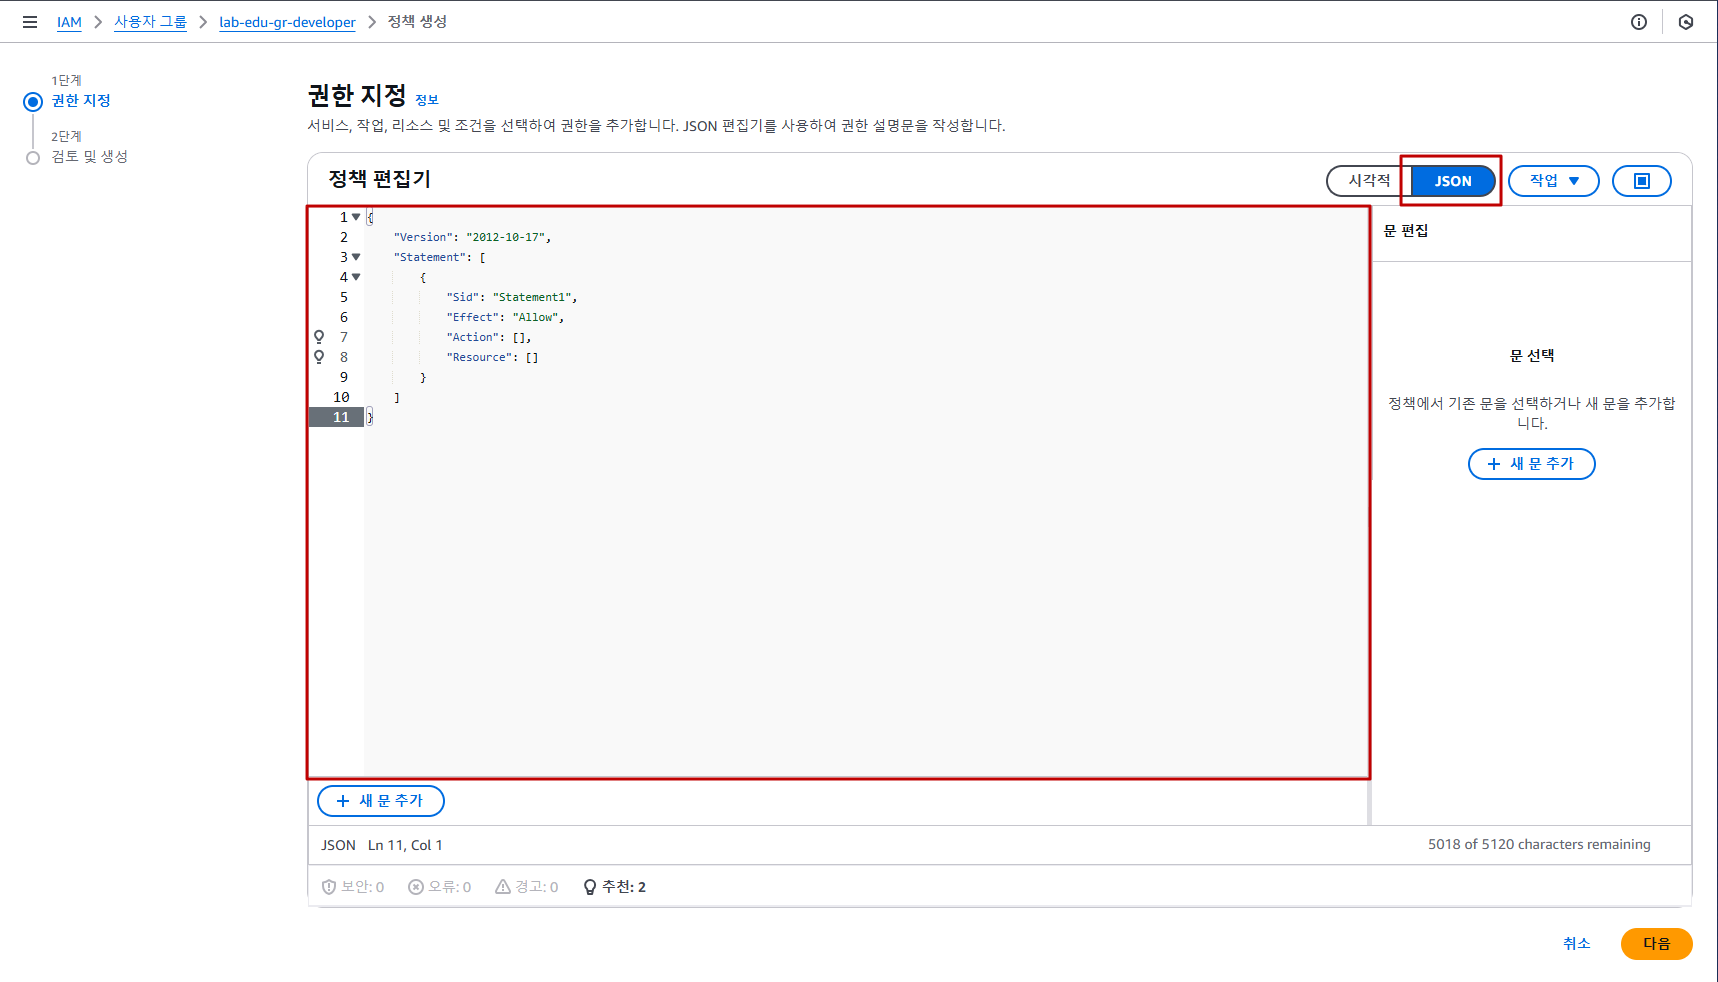 IAM > 사용자 그룹 > lab-edu-gr-developer > 정책 생성
1단계
권한 지정
2단계
검토 및 생성
권한 지정 정보
서비스, 작업, 리소스 및 조건을 선택하여 권한을 추가합니다. JSON 편집기를 사용하여 권한 설명문을 작성합니다.
정책 편집기
시각적 JSON 작업
1 {
2 "Version": "2012-10-17",
3 "Statement": [
4 {
5 "Sid": "Statement1",
6 "Effect": "Allow",
7 "Action": [],
8 "Resource": []
9 }
10 ]
11 }
문 편집
문 선택
정책에서 기존 문을 선택하거나 새 문을 추가합
니다.
+ 새 문 추가
+ 새 문 추가
JSON Ln 11, Col 1
5018 of 5120 characters remaining
보안: 0 오류: 0 경고: 0 추천: 2
취소 다음